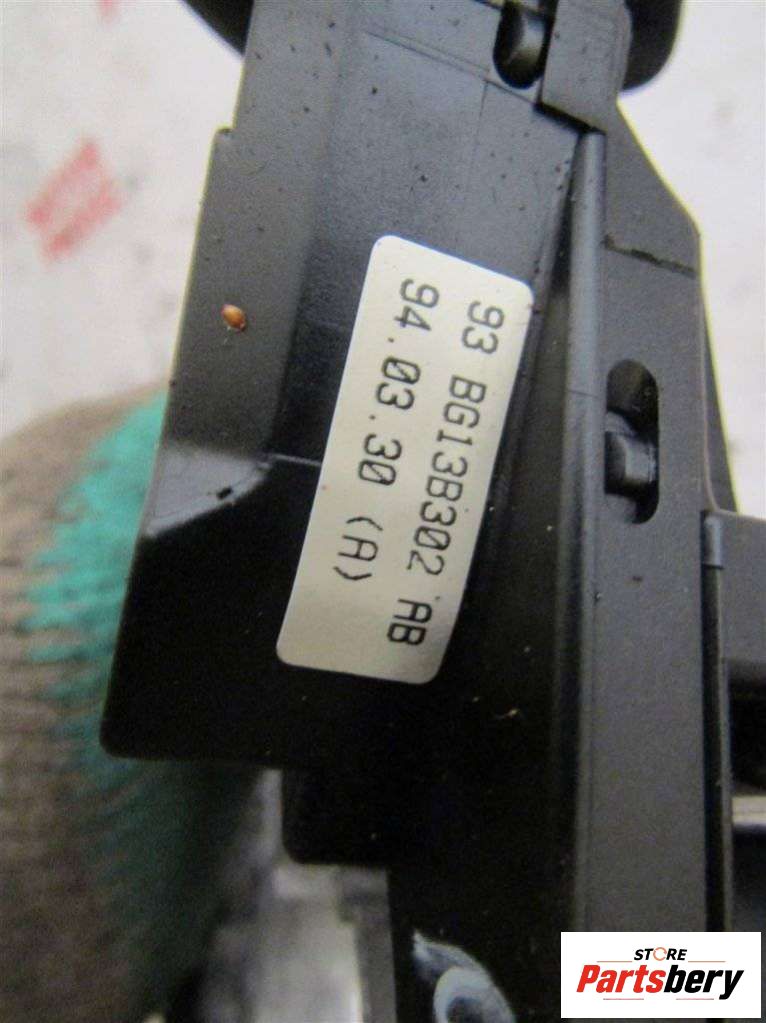 93 BG13B302 AB
94.03.30 (A)
STORE
Partsbery